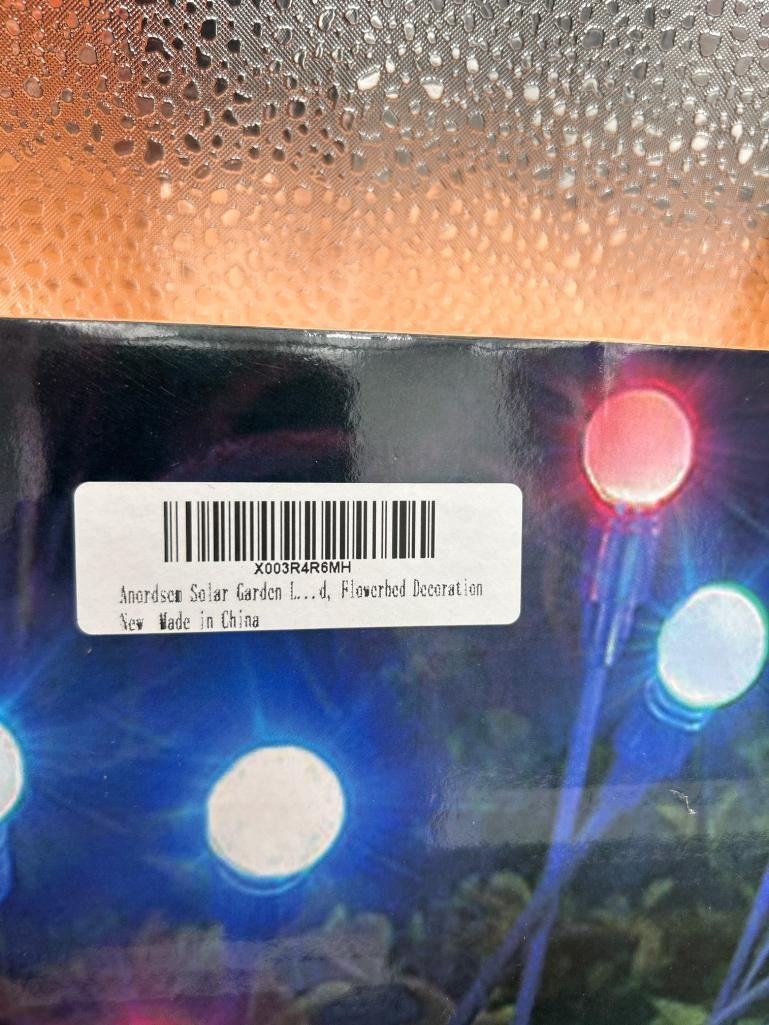 X003R4R6MH
Anordsem Solar Garden L...d, Flowerbed Decoration
New Made in China